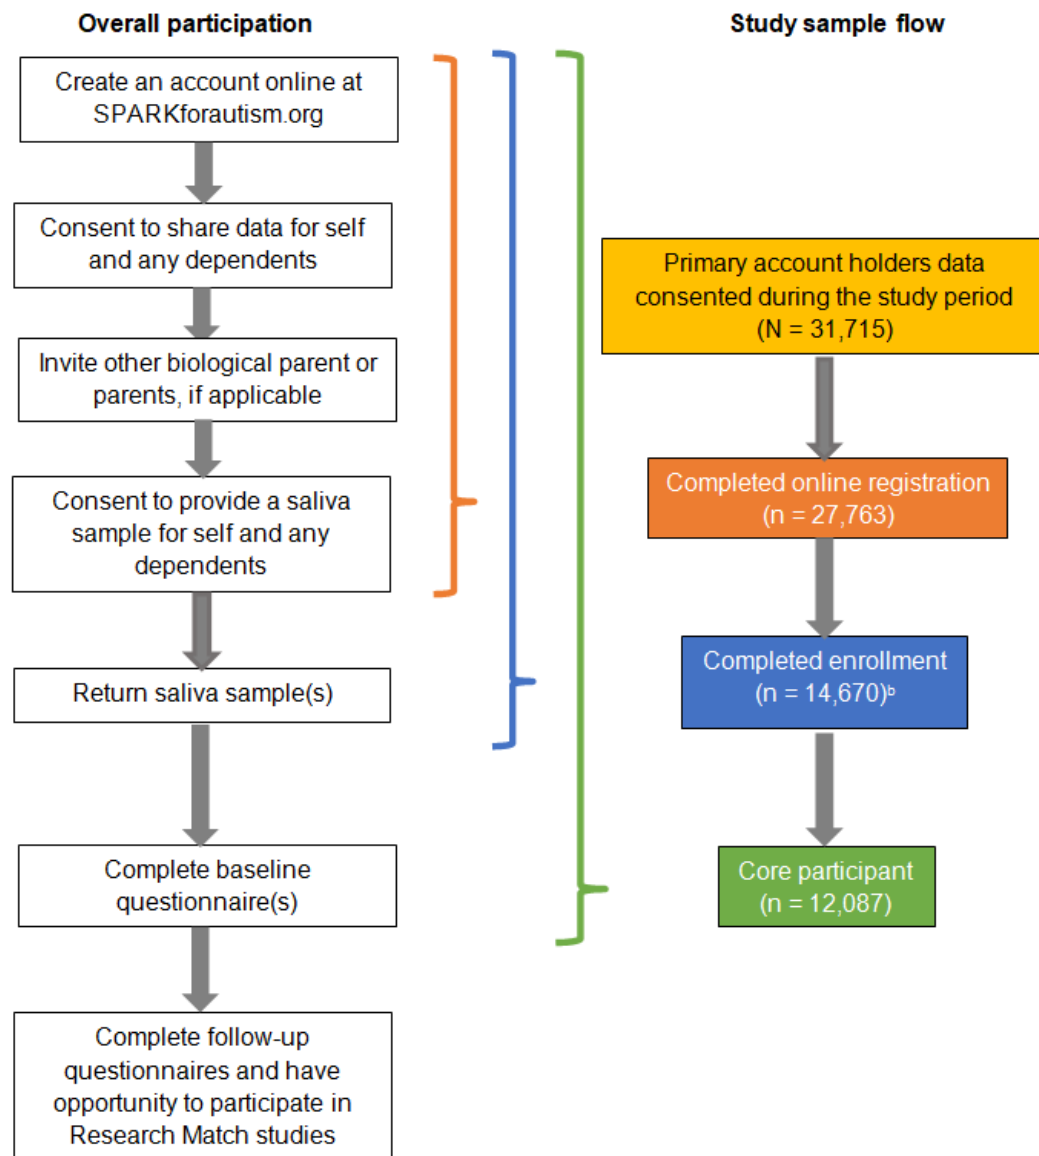 Overall participation
Create an account online at
SPARKforautism.org
Consent to share data for self
and any dependents
Invite other biological parent or
parents, if applicable
Consent to provide a saliva
sample for self and any
dependents
Return saliva sample(s)
Complete baseline
questionnaire(s)
Complete follow-up
questionnaires and have
opportunity to participate in
Research Match studies
Study sample flow
Primary account holders data
consented during the study period
(N = 31,715)
Completed online registration
(n = 27,763)
Completed enrollment
(n = 14,670)ᵇ
Core participant
(n = 12,087)